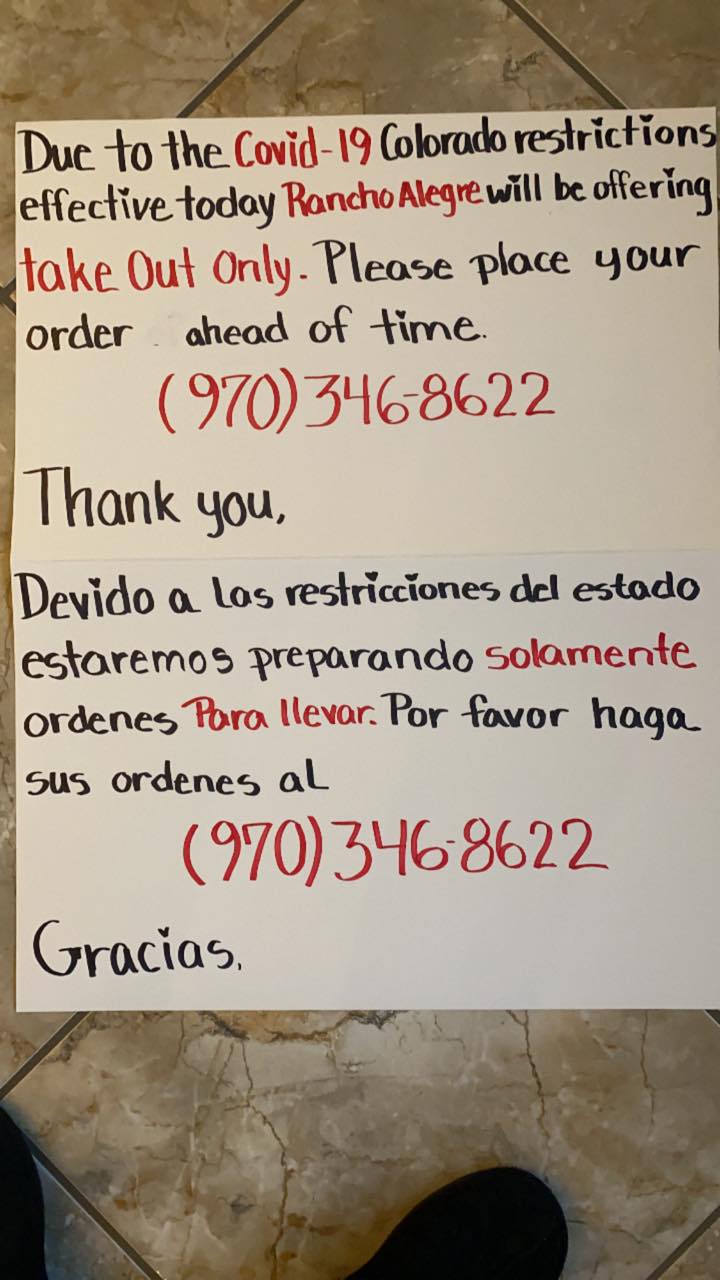 Due to the Covid-19 Colorado restrictions
effective today Rancho Alegre will be offering
take Out Only. Please place your
order ahead of time.
(970)346-8622
Thank you,
Devido a las restricciones del estado
estaremos preparando solamente
ordenes Para llevar. Por favor haga
sus ordenes al
(970)346-8622
Gracias,